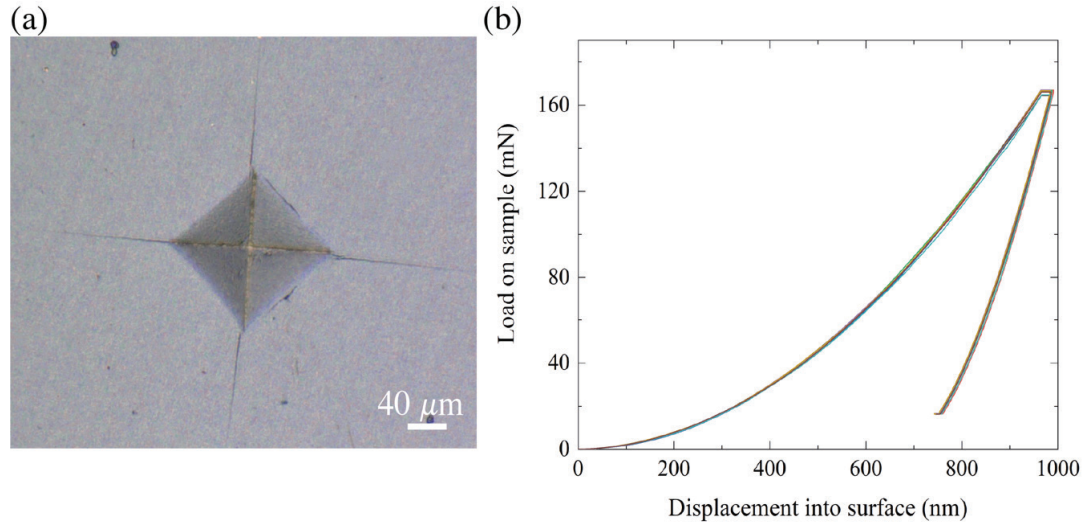 (a)
40 μm
(b)
Load on sample (mN)
160
120
80
40
0
0 200 400 600 800 1000
Displacement into surface (nm)